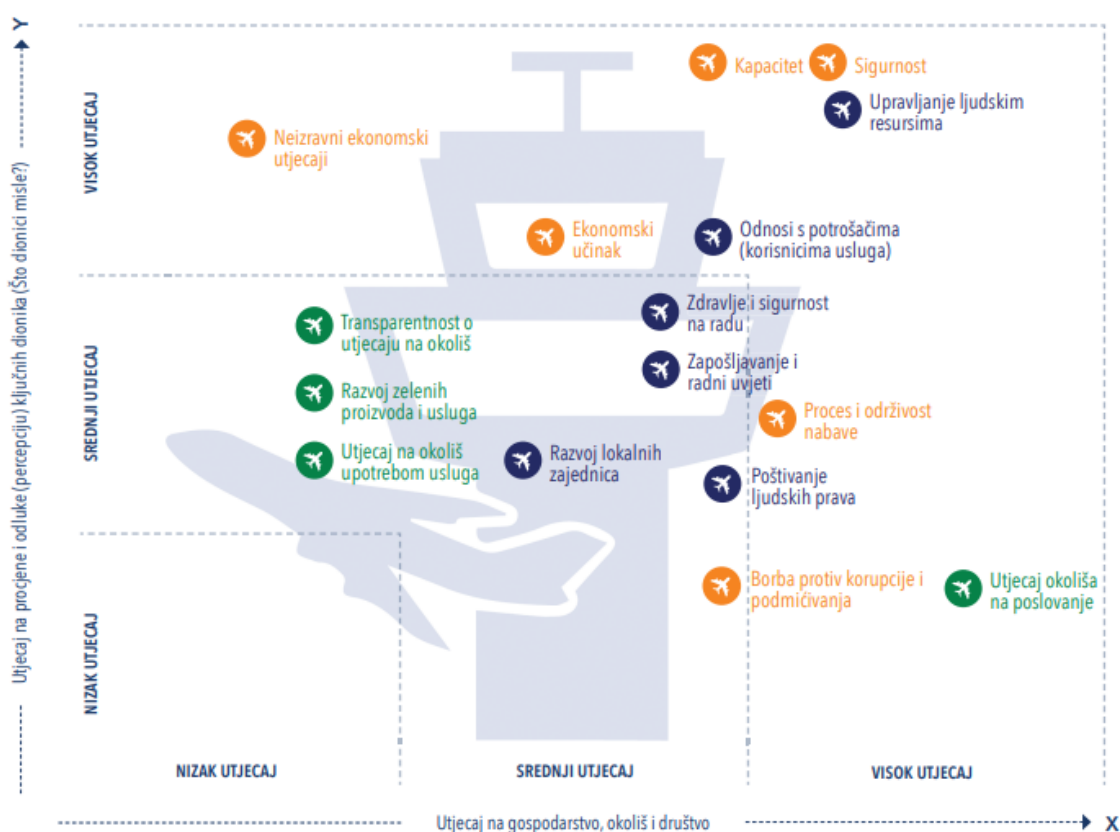 Y
Utjecaj na procjene i odluke (percepciju) ključnih dionika (Što dionici misle?)
VISOK UTJECAJ
SREDNJI UTJECAJ
NIZAK UTJECAJ
Kapacitet
Sigurnost
Upravljanje ljudskim
resursima
Neizravni ekonomski
utjecaji
Ekonomski
učinak
Odnosi s potrošačima
(korisnicima usluga)
Transparentnost o
utjecaju na okoliš
Zdravlje i sigurnost
na radu
Zapošljavanje i
radni uvjeti
Razvoj zelenih
proizvoda i usluga
Proces i održivost
nabave
Utjecaj na okoliš
upotrebom usluga
Razvoj lokalnih
zajednica
Poštivanje
ljudskih prava
Borba protiv korupcije i
podmićivanja
Utjecaj okoliša
na poslovanje
NIZAK UTJECAJ
SREDNJI UTJECAJ
VISOK UTJECAJ
Utjecaj na gospodarstvo, okoliš i društvo
X